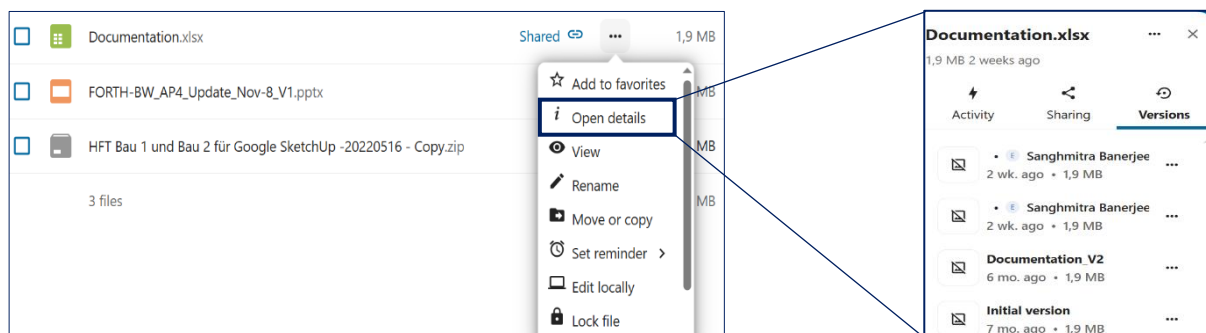 Documentation.xlsx
Shared
1,9 MB
Add to favorites
FORTH-BW_AP4_Update_Nov-8_V1.pptx
MB
Open details
HFT Bau 1 und Bau 2 für Google SketchUp -20220516 - Copy.zip
View
MB
Rename
3 files
MB
Move or copy
Set reminder
Edit locally
Lock file
Documentation.xlsx
1,9 MB 2 weeks ago
Activity
Sharing
Versions
• E Sanghmitra Banerjee
2 wk. ago • 1,9 MB
• E Sanghmitra Banerjee
2 wk. ago • 1,9 MB
Documentation_V2
6 mo. ago • 1,9 MB
Initial version
7 mo. ago • 1,9 MB